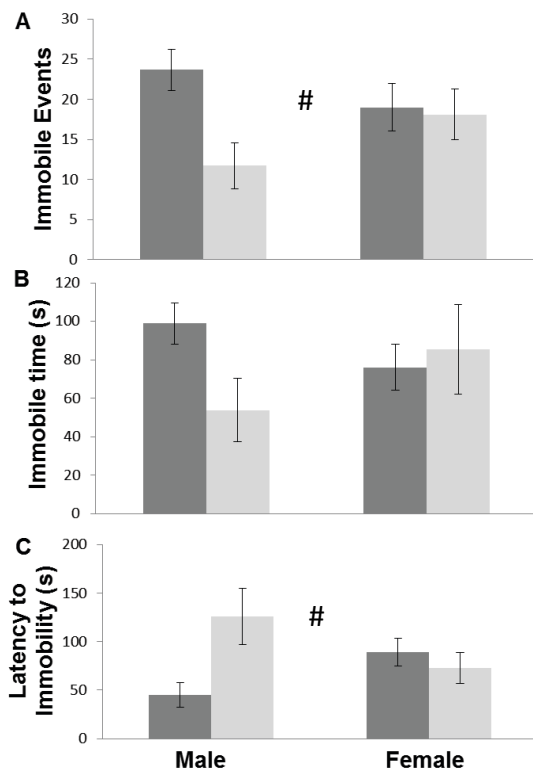 A
Immobile Events
30
25
20
15
10
5
0
#
B
Immobile time (s)
120
100
80
60
40
20
0
C
Latency to
Immobility (s)
200
150
100
50
0
#
Male
Female